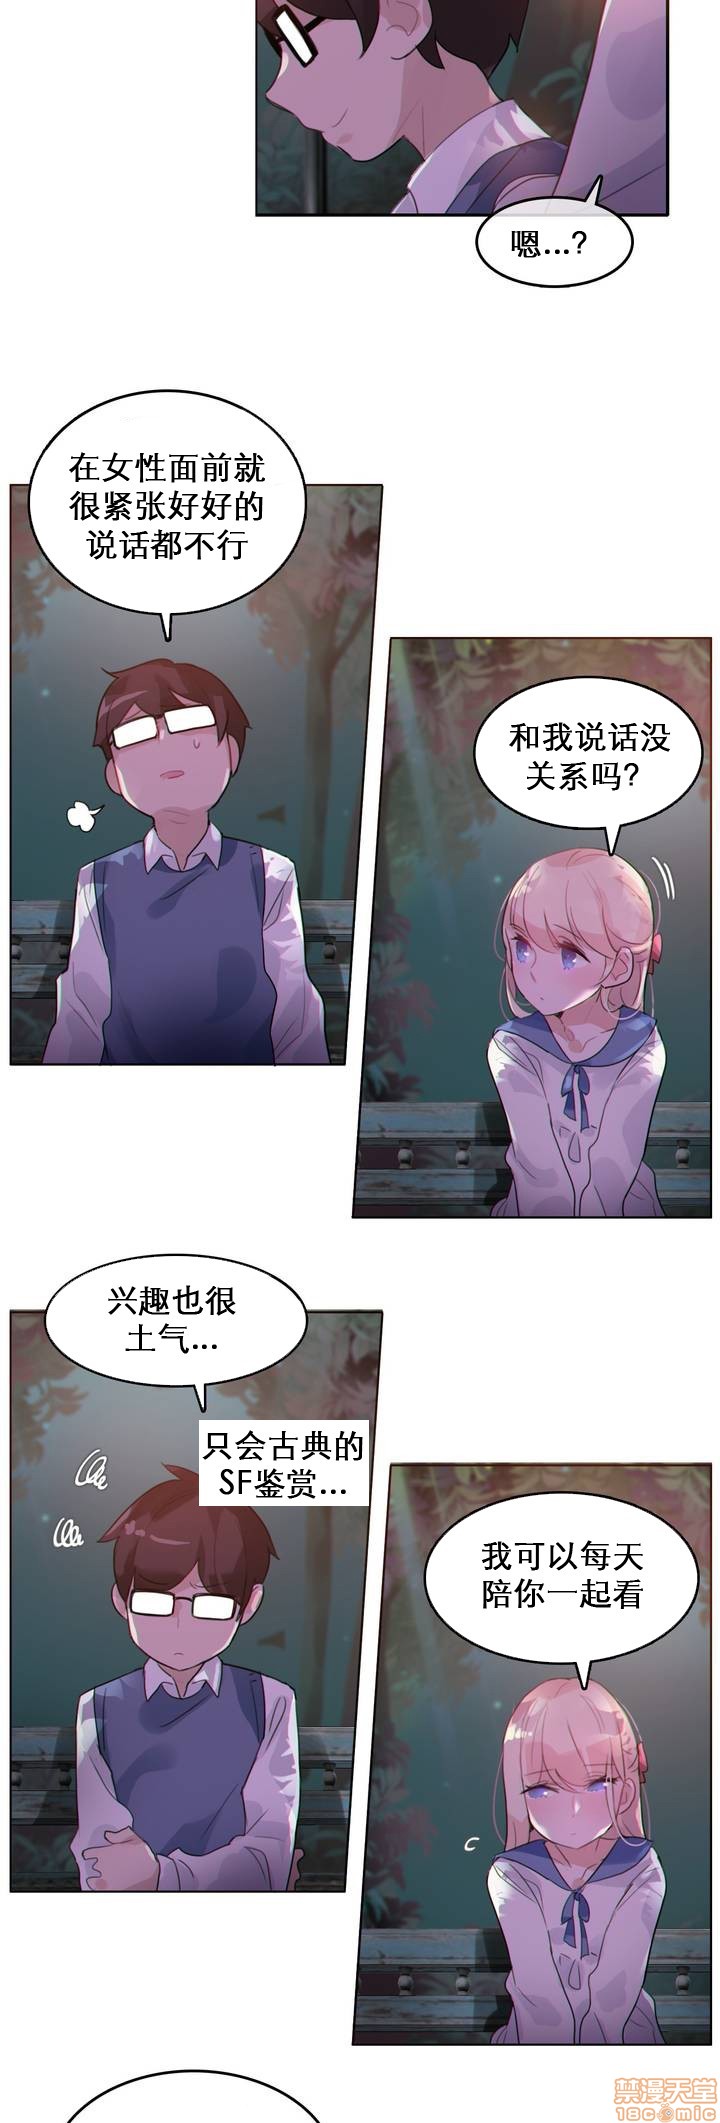 嗯...?
在女性面前就
很紧张好好的
说话都不行
和我说话没
关系吗?
兴趣也很
土气...
只会古典的
SF鉴赏...
我可以每天
陪你一起看
禁漫天堂
18comic